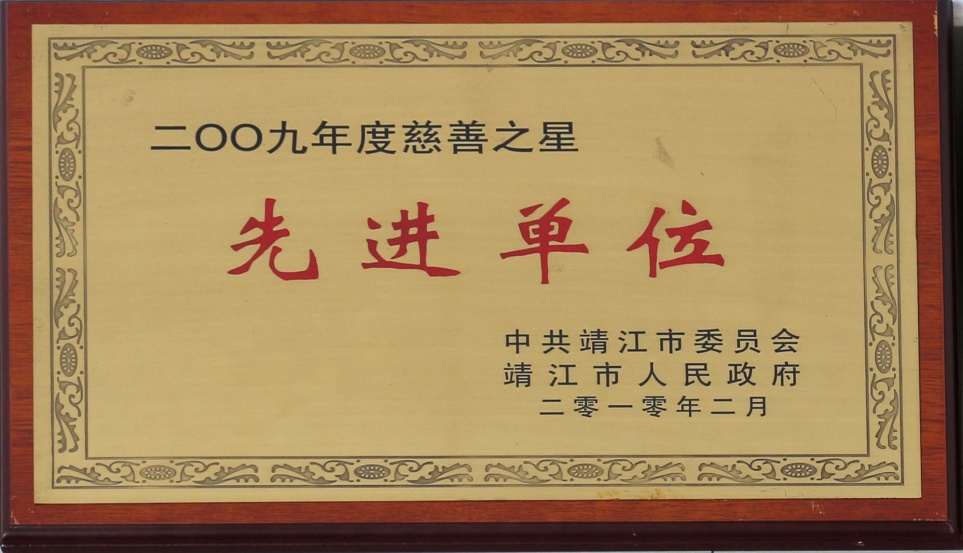 二〇〇九年度慈善之星
先进单位
中共靖江市委员会
靖江市人民政府
二零一零年二月